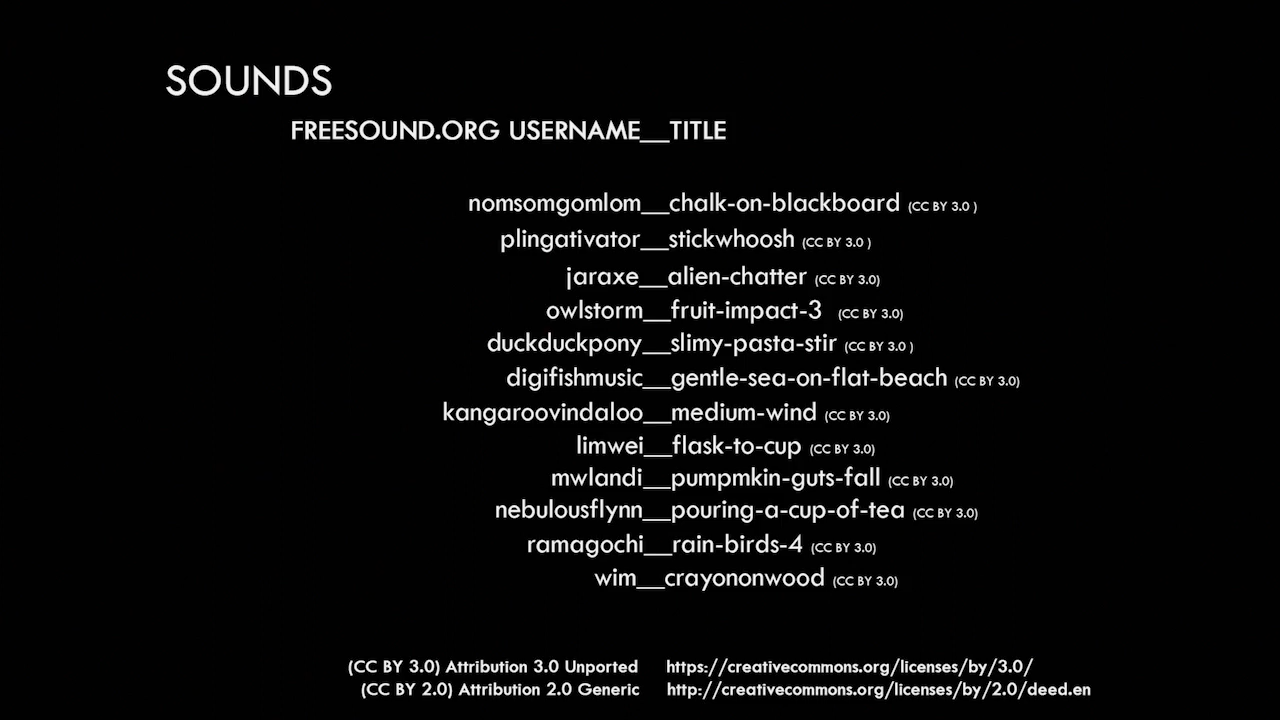 SOUNDS
FREESOUND.ORG USERNAME__TITLE
nomsomgomlom__chalk-on-blackboard (CC BY 3.0 )
plingativator__stickwhoosh (CC BY 3.0 )
jaraxe__alien-chatter (CC BY 3.0)
owlstorm__fruit-impact-3 (CC BY 3.0)
duckduckpony__slimy-pasta-stir (CC BY 3.0 )
digifishmusic__gentle-sea-on-flat-beach (CC BY 3.0)
kangaroovindaloo__medium-wind (CC BY 3.0)
limwei__flask-to-cup (CC BY 3.0)
mwlandi__pumpmkin-guts-fall (CC BY 3.0)
nebulousflynn__pouring-a-cup-of-tea (CC BY 3.0)
ramagochi__rain-birds-4 (CC BY 3.0)
wim__crayononwood (CC BY 3.0)
(CC BY 3.0) Attribution 3.0 Unported https://creativecommons.org/licenses/by/3.0/
(CC BY 2.0) Attribution 2.0 Generic http://creativecommons.org/licenses/by/2.0/deed.en